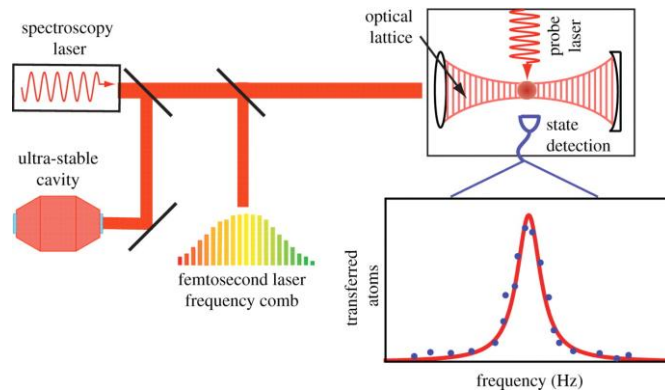 spectroscopy
laser
ultra-stable
cavity
femtosecond laser
frequency comb
optical
lattice
probe
laser
state
detection
transferred
atoms
frequency (Hz)